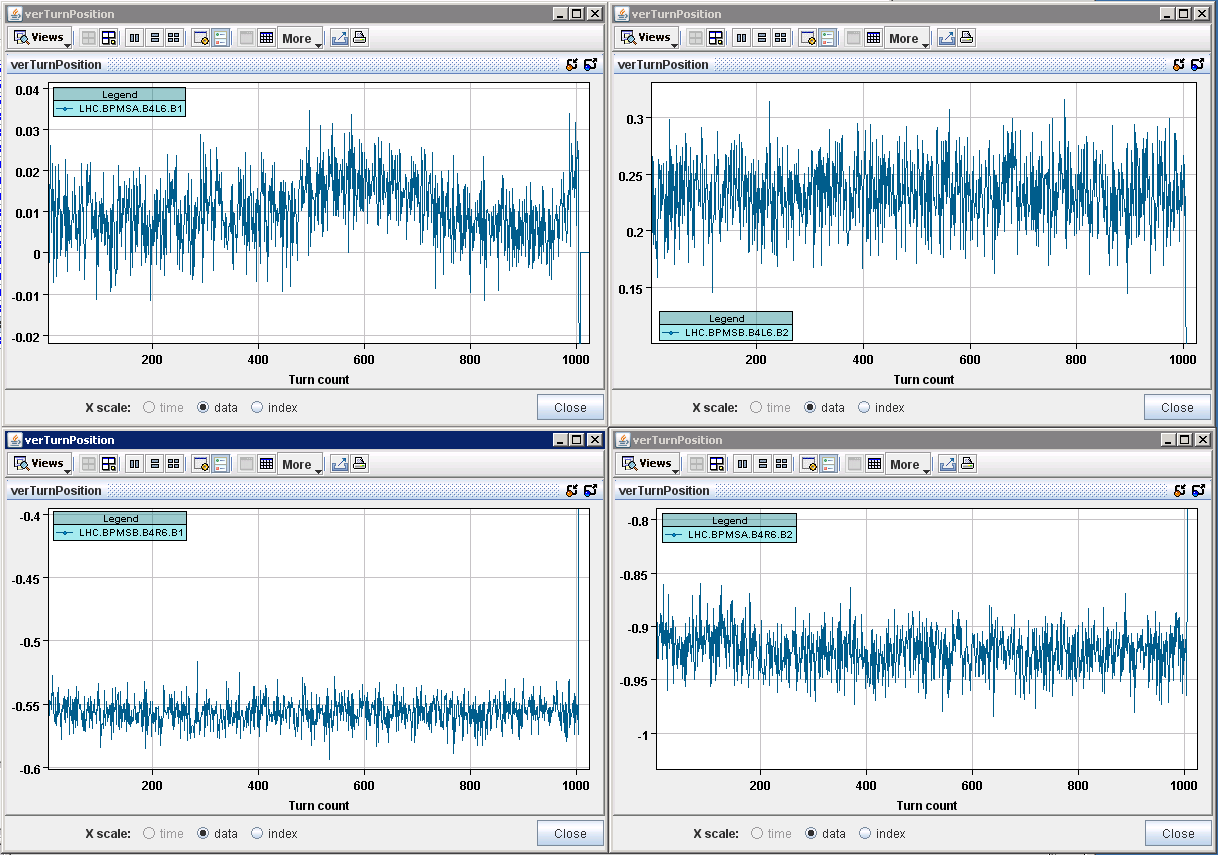 verTurnPosition
Views More
verTurnPosition
0.04
0.03
0.02
0.01
0
-0.01
-0.02
Legend
LHC.BPMSA.B4L6.B1
200 400 600 800 1000
Turn count
X scale: time data index Close
verTurnPosition
Views More
verTurnPosition
0.3
0.25
0.2
0.15
Legend
LHC.BPMSB.B4L6.B2
200 400 600 800 1000
Turn count
X scale: time data index Close
verTurnPosition
Views More
verTurnPosition
-0.4
-0.45
-0.5
-0.55
-0.6
Legend
LHC.BPMSB.B4R6.B1
200 400 600 800 1000
Turn count
X scale: time data index Close
verTurnPosition
Views More
verTurnPosition
-0.8
-0.85
-0.9
-0.95
-1
Legend
LHC.BPMSA.B4R6.B2
200 400 600 800 1000
Turn count
X scale: time data index Close